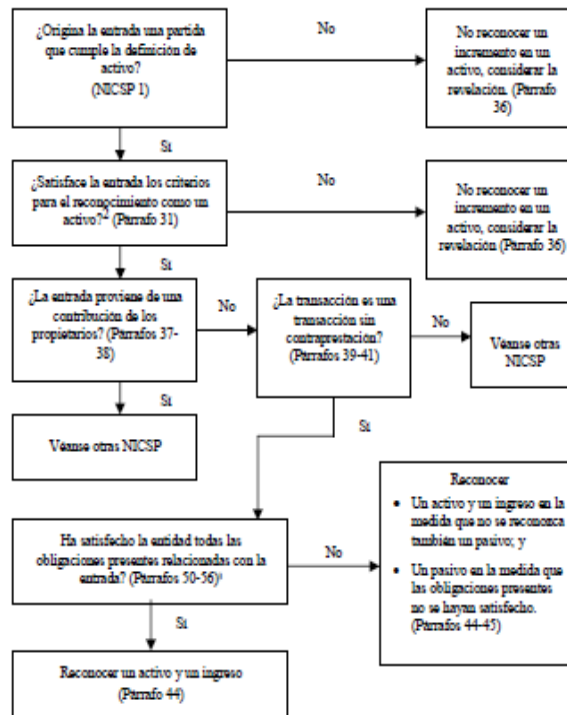 ¿Origina la entrada una partida
que cumple la definición de
activo?
(NICSP 1)
No
No reconocer un
incremento en un
activo, considerar la
revelación. (Párrafo
36)
Si
¿Satisface la entrada los criterios
para el reconocimiento como un
activo?² (Párrafo 31)
No
No reconocer un
incremento en un
activo, considerar la
revelación (Párrafo 36)
Si
¿La entrada proviene de una
contribución de los
propietarios? (Párrafos 37-
38)
No
¿La transacción es una
transacción sin
contraprestación?
(Párrafos 39-41)
No
Véanse otras
NICSP
Si
Véanse otras NICSP
Si
Ha satisfecho la entidad todas las
obligaciones presentes relacionadas con la
entrada? (Párrafos 50-56)
No
Reconocer
• Un activo y un ingreso en la
medida que no se reconozca
también un pasivo; y
• Un pasivo en la medida que
las obligaciones presentes
no se hayan satisfecho.
(Párrafos 44-45)
Si
Reconocer un activo y un ingreso
(Párrafo 44)